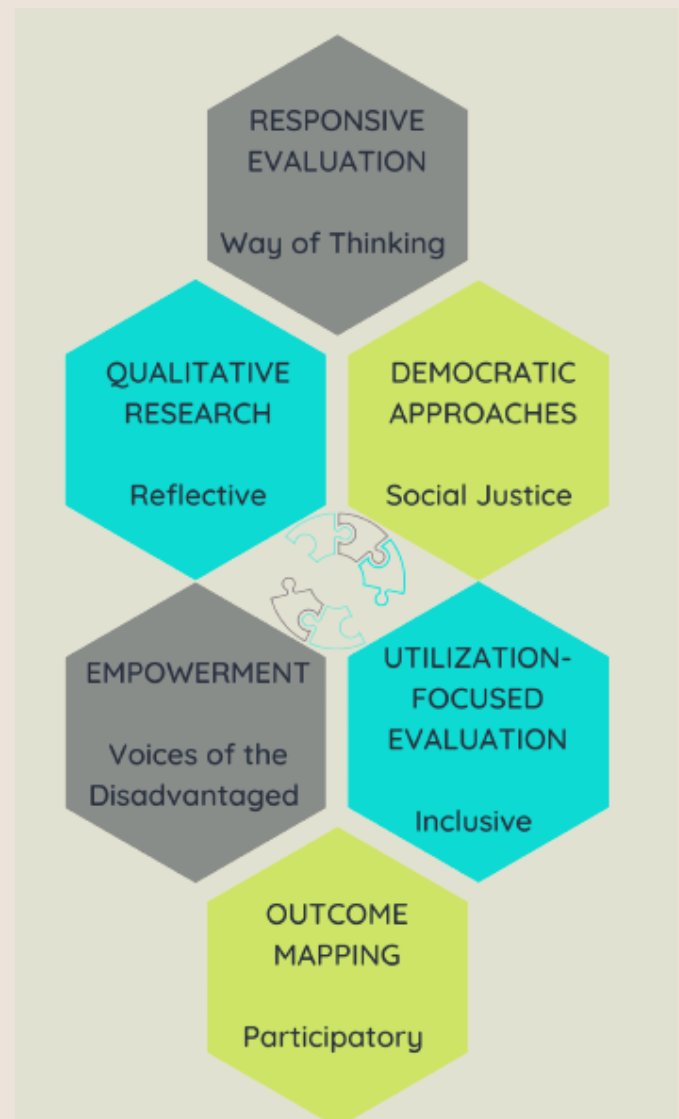 RESPONSIVE
EVALUATION
Way of Thinking
QUALITATIVE
RESEARCH
Reflective
DEMOCRATIC
APPROACHES
Social Justice
EMPOWERMENT
Voices of the
Disadvantaged
UTILIZATION-
FOCUSED
EVALUATION
Inclusive
OUTCOME
MAPPING
Participatory